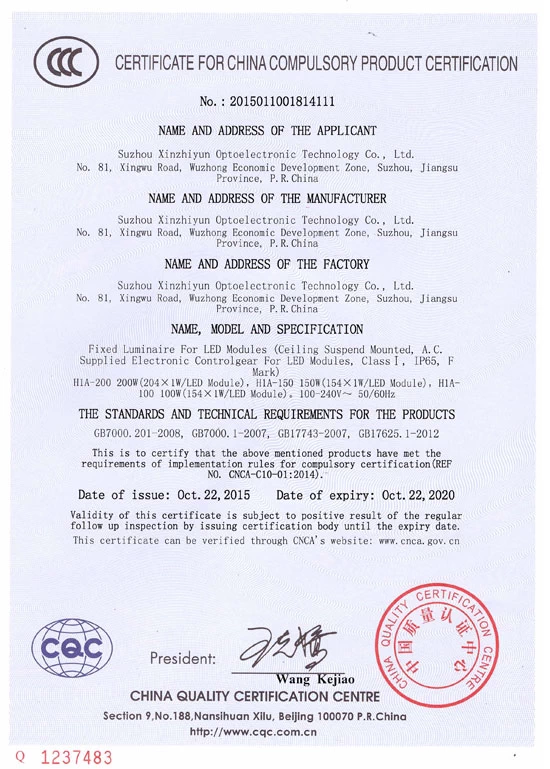 CCC
CERTIFICATE FOR CHINA COMPULSORY PRODUCT CERTIFICATION
No.: 2015011001814111
NAME AND ADDRESS OF THE APPLICANT
Suzhou Xinzhiyun Optoelectronic Technology Co., Ltd.
No. 81, Xingwu Road, Wuzhong Economic Development Zone, Suzhou, Jiangsu
Province, P.R.China
NAME AND ADDRESS OF THE MANUFACTURER
Suzhou Xinzhiyun Optoelectronic Technology Co., Ltd.
No. 81, Xingwu Road, Wuzhong Economic Development Zone, Suzhou, Jiangsu
Province, P.R.China
NAME AND ADDRESS OF THE FACTORY
Suzhou Xinzhiyun Optoelectronic Technology Co., Ltd.
No. 81, Xingwu Road, Wuzhong Economic Development Zone, Suzhou, Jiangsu
Province, P.R.China
NAME, MODEL AND SPECIFICATION
Fixed Luminaire For LED Modules (Ceiling Suspend Mounted, A.C.
Supplied Electronic Controlgear For LED Modules, ClassⅠ, IP65, F
Mark)
H1A-200 200W(204×1W/LED Module), H1A-150 150W(154×1W/LED Module), H1A-
100 100W(154×1W/LED Module)。100-240V~ 50/60Hz
THE STANDARDS AND TECHNICAL REQUIREMENTS FOR THE PRODUCTS
GB7000.201-2008, GB7000.1-2007, GB17743-2007, GB17625.1-2012
This is to certify that the above mentioned products have met the
requirements of implementation rules for compulsory certification(REF
NO. CNCA-C10-01:2014).
Date of issue: Oct.22,2015 Date of expiry: Oct.22,2020
Validity of this certificate is subject to positive result of the regular
follow up inspection by issuing certification body until the expiry date.
This certificate can be verified through CNCA's website: www.cnca.gov.cn
CQC
President:
王克娇
Wang Kejiao
CHINA QUALITY CERTIFICATION CENTRE
中国质量认证中心
CHINA QUALITY CERTIFICATION CENTRE
Section 9,No.188,Nansihuan Xilu, Beijing 100070 P.R.China
http://www.cqc.com.cn
Q 1237483